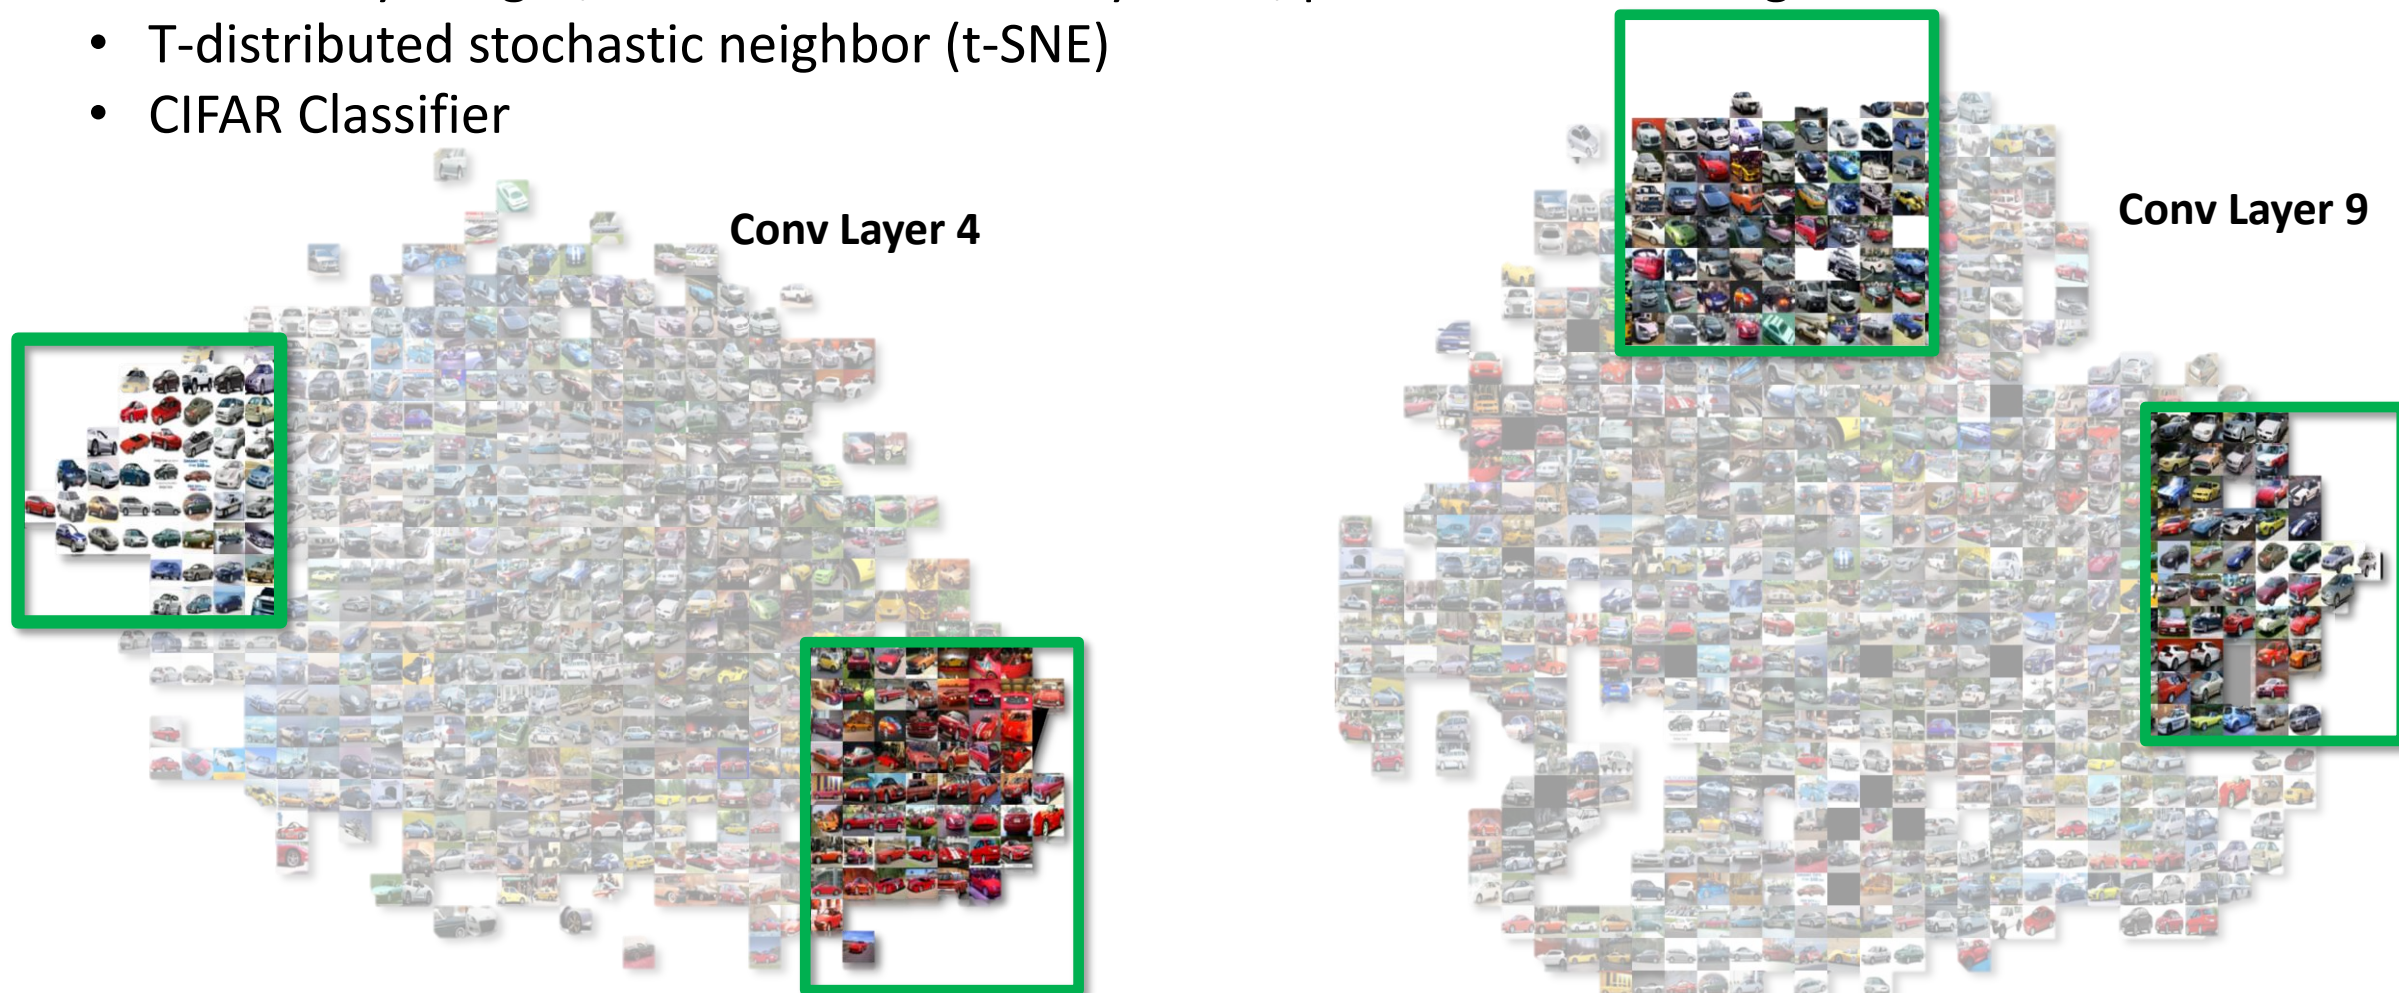 • T-distributed stochastic neighbor (t-SNE)
• CIFAR Classifier
Conv Layer 4
Conv Layer 9